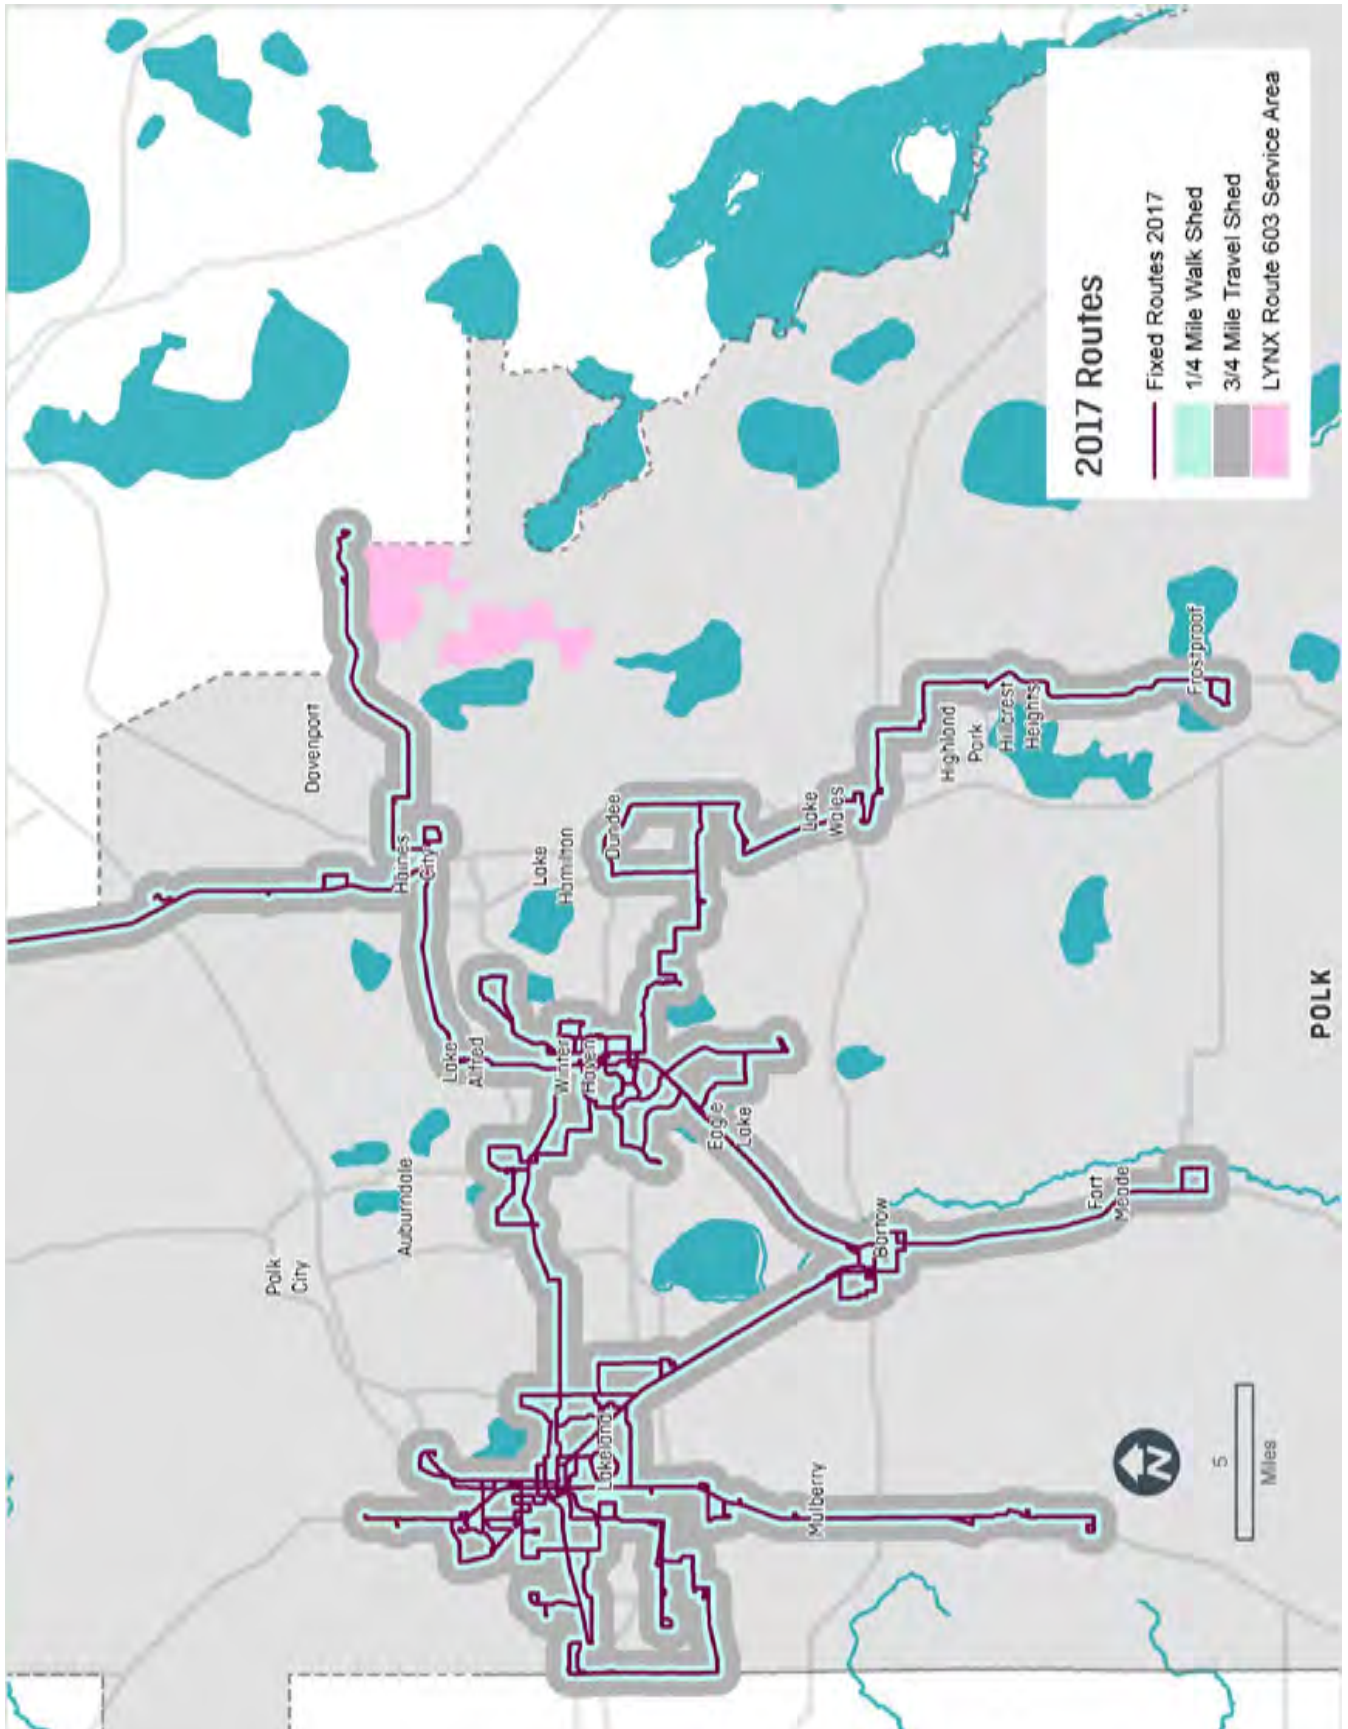 2017 Routes
Fixed Routes 2017
1/4 Mile Walk Shed
3/4 Mile Travel Shed
LYNX Route 603 Service Area
Davenport
Haines
City
Polk
City
Auburndale
Lake
Alfred
Lake
Hamilton
Winter
Haven
Dundee
Lakeland
Eagle
Lake
Lake
Wales
Mulberry
Bartow
Highland
Park
Hillcrest
Heights
Fort
Meade
Frostproof
POLK
N
5
Miles